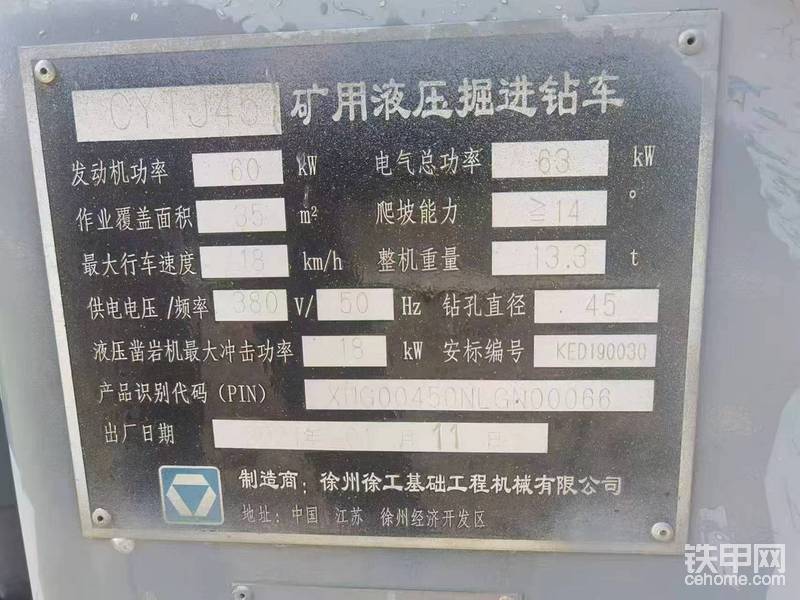 CYTJ45 矿用液压掘进钻车
发动机功率 60 kW 电气总功率 63 kW
作业覆盖面积 35 m² 爬坡能力 ≧14 °
最大行车速度 18 km/h 整机重量 13.3 t
供电电压/频率 380 V/ 50 Hz 钻孔直径 45
液压凿岩机最大冲击功率 18 kW 安标编号 KED190030
产品识别代码(PIN) XUG00450NLGN00066
出厂日期 年 月 11 日
制造商: 徐州徐工基础工程机械有限公司
地址: 中国 江苏 徐州经济开发区
铁甲网
cehome.com